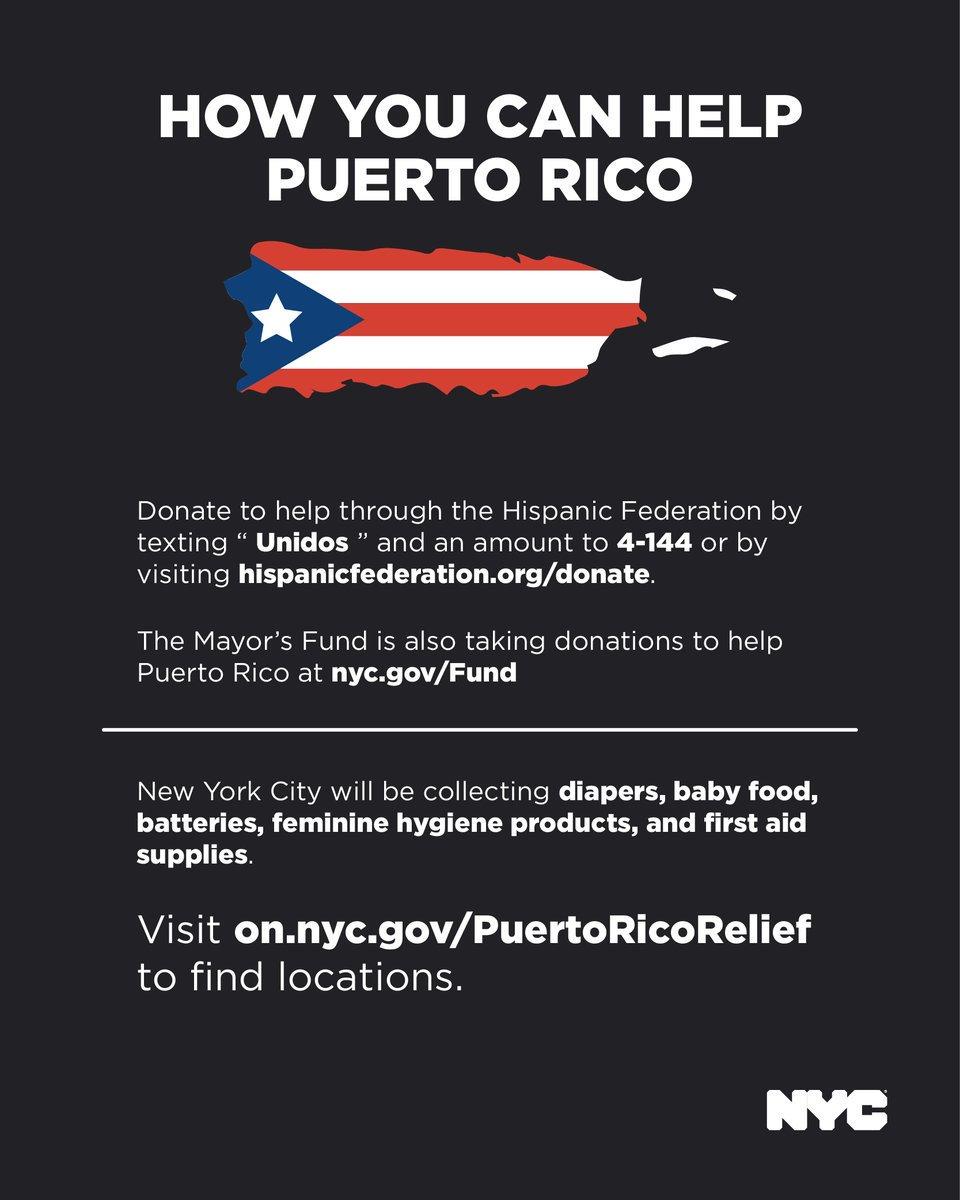 HOW YOU CAN HELP
PUERTO RICO
Donate to help through the Hispanic Federation by
texting “ Unidos ” and an amount to 4-144 or by
visiting hispanicfederation.org/donate.
The Mayor’s Fund is also taking donations to help
Puerto Rico at nyc.gov/Fund
New York City will be collecting diapers, baby food,
batteries, feminine hygiene products, and first aid
supplies.
Visit on.nyc.gov/PuertoRicoRelief
to find locations.
NYC